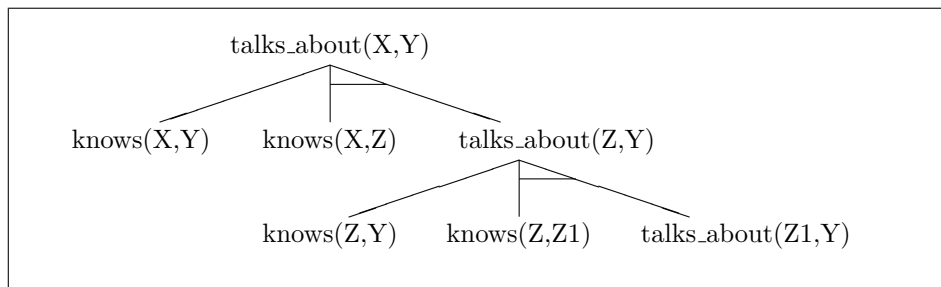 talks_about(X,Y)
knows(X,Y) knows(X,Z) talks_about(Z,Y)
knows(Z,Y) knows(Z,Z1) talks_about(Z1,Y)